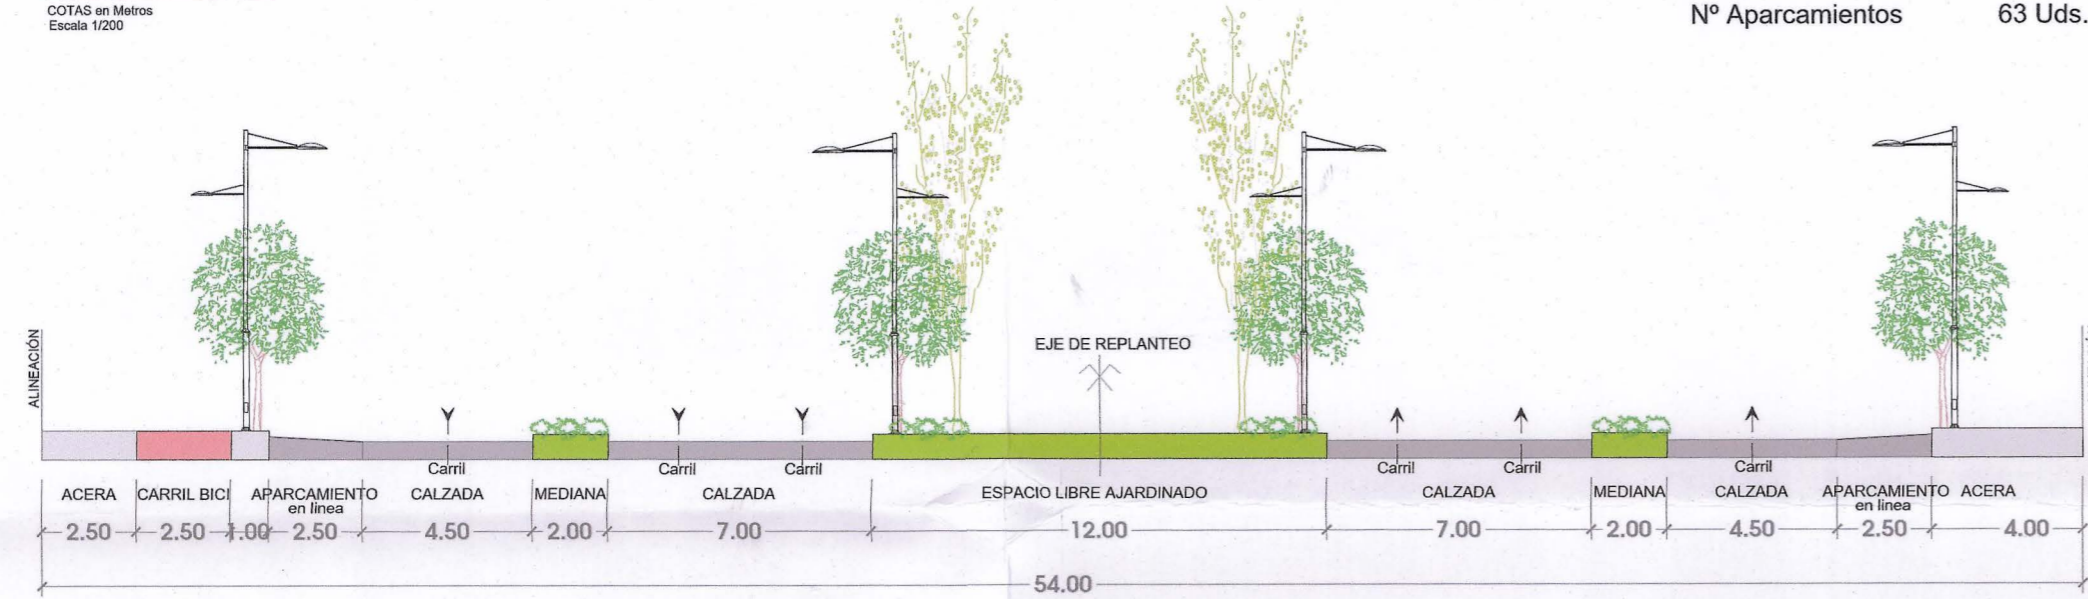 COTAS en Metros
Escala 1/200
Nº Aparcamientos 63 Uds.
ALINEACIÓN
EJE DE REPLANTEO
Carril Carril Carril Carril Carril Carril
ACERA CARRIL BICI APARCAMIENTO CALZADA MEDIANA CALZADA ESPACIO LIBRE AJARDINADO CALZADA MEDIANA CALZADA APARCAMIENTO ACERA
en línea en línea
2.50 2.50 1.00 2.50 4.50 2.00 7.00 12.00 7.00 2.00 4.50 2.50 4.00
54.00